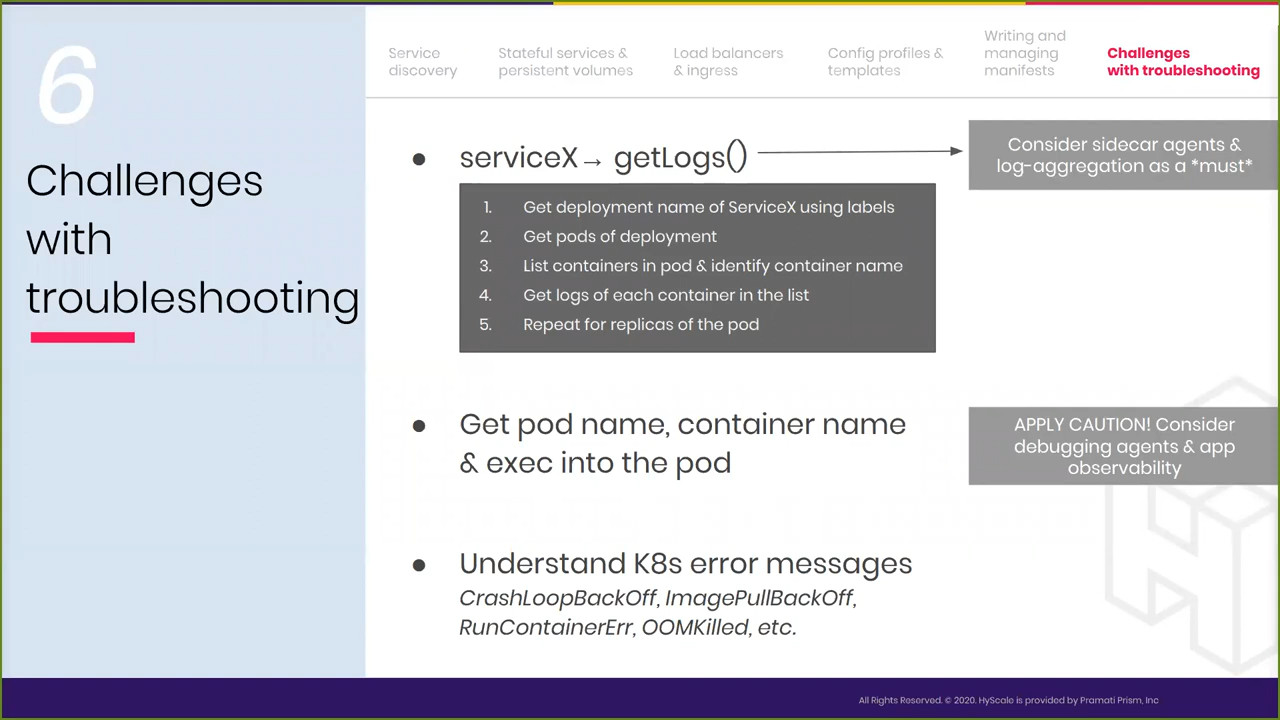 6
Challenges
with
troubleshooting
Service
discovery
Stateful services &
persistent volumes
Load balancers
& ingress
Config profiles &
templates
Writing and
managing
manifests
Challenges
with troubleshooting
● serviceX→ getLogs()
Consider sidecar agents &
log-aggregation as a *must*
1. Get deployment name of ServiceX using labels
2. Get pods of deployment
3. List containers in pod & identify container name
4. Get logs of each container in the list
5. Repeat for replicas of the pod
● Get pod name, container name
& exec into the pod
APPLY CAUTION! Consider
debugging agents & app
observability
● Understand K8s error messages
CrashLoopBackOff, ImagePullBackOff,
RunContainerErr, OOMKilled, etc.
All Rights Reserved. © 2020. HyScale is provided by Pramati Prism, Inc